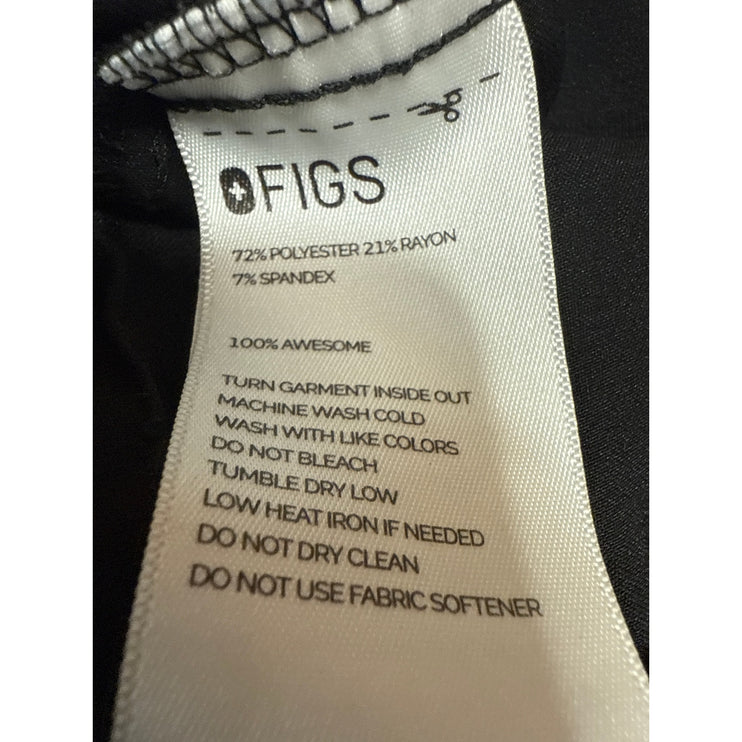 FIGS
72% POLYESTER 21% RAYON
7% SPANDEX
100% AWESOME
TURN GARMENT INSIDE OUT
MACHINE WASH COLD
WASH WITH LIKE COLORS
DO NOT BLEACH
TUMBLE DRY LOW
LOW HEAT IRON IF NEEDED
DO NOT DRY CLEAN
DO NOT USE FABRIC SOFTENER